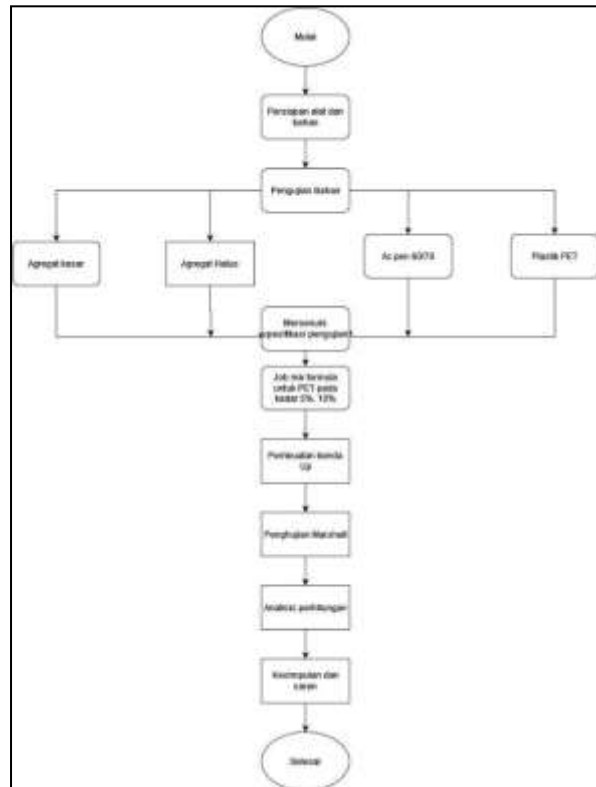 Mulai
Persiapan alat dan
bahan
Pengujian Bahan
Agregat kasar
Agregat Halus
Ac pen 60/70
Plastik PET
Memenuhi
spesifikasi pengujian
Job mix formula
untuk PET pada
kadar 5%, 10%
Pembuatan benda
Uji
Marshall
Analisis perhitungan
Kesimpulan dan
saran
Selesai